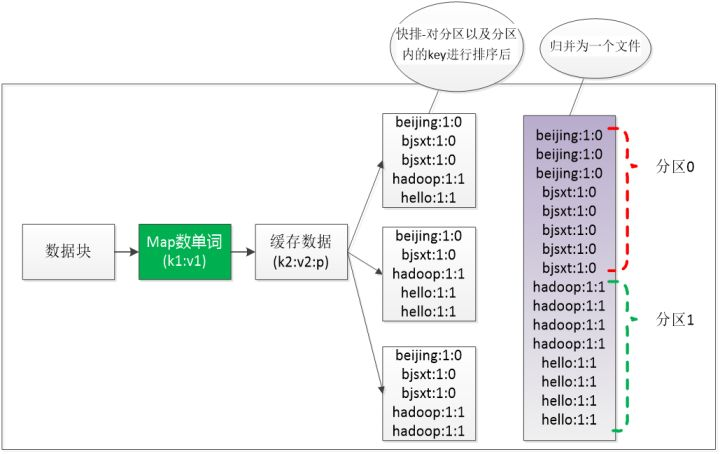 快排-对分区以及分区
内的key进行排序后
归并为一个文件
数据块
Map数单词
(k1:v1)
缓存数据
(k2:v2:p)
beijing:1:0
bjsxt:1:0
bjsxt:1:0
hadoop:1:1
hello:1:1
beijing:1:0
bjsxt:1:0
hadoop:1:1
hello:1:1
hello:1:1
beijing:1:0
bjsxt:1:0
bjsxt:1:0
hadoop:1:1
hadoop:1:1
beijing:1:0
beijing:1:0
beijing:1:0
bjsxt:1:0
bjsxt:1:0
bjsxt:1:0
bjsxt:1:0
bjsxt:1:0
hadoop:1:1
hadoop:1:1
hadoop:1:1
hadoop:1:1
hello:1:1
hello:1:1
hello:1:1
hello:1:1
分区0
分区1